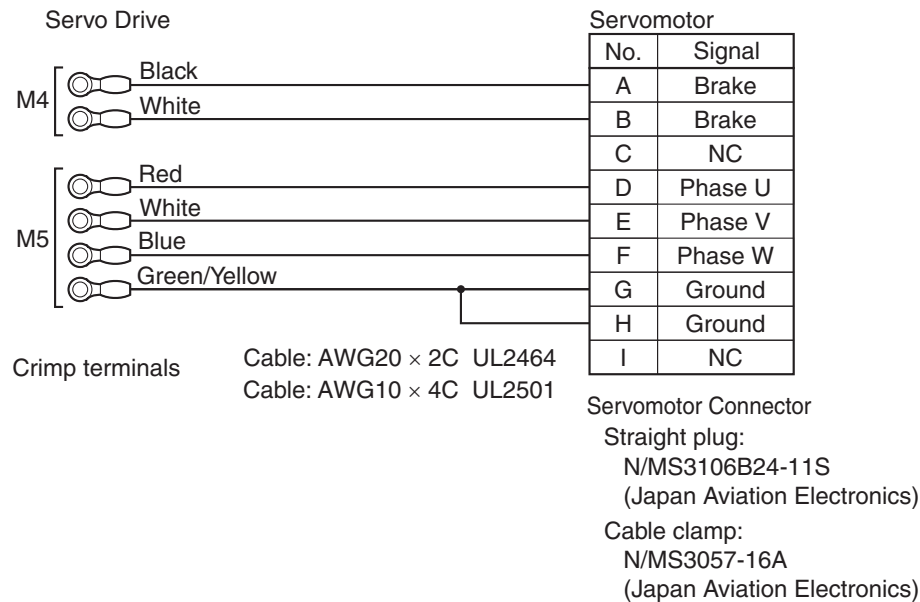 Servo Drive
Servomotor
No. Signal
Black
A Brake
M4
White
B Brake
C NC
Red
D Phase U
White
E Phase V
M5
Blue
F Phase W
Green/Yellow
G Ground
H Ground
I NC
Crimp terminals
Cable: AWG20 × 2C UL2464
Cable: AWG10 × 4C UL2501
Servomotor Connector
Straight plug:
N/MS3106B24-11S
(Japan Aviation Electronics)
Cable clamp:
N/MS3057-16A
(Japan Aviation Electronics)